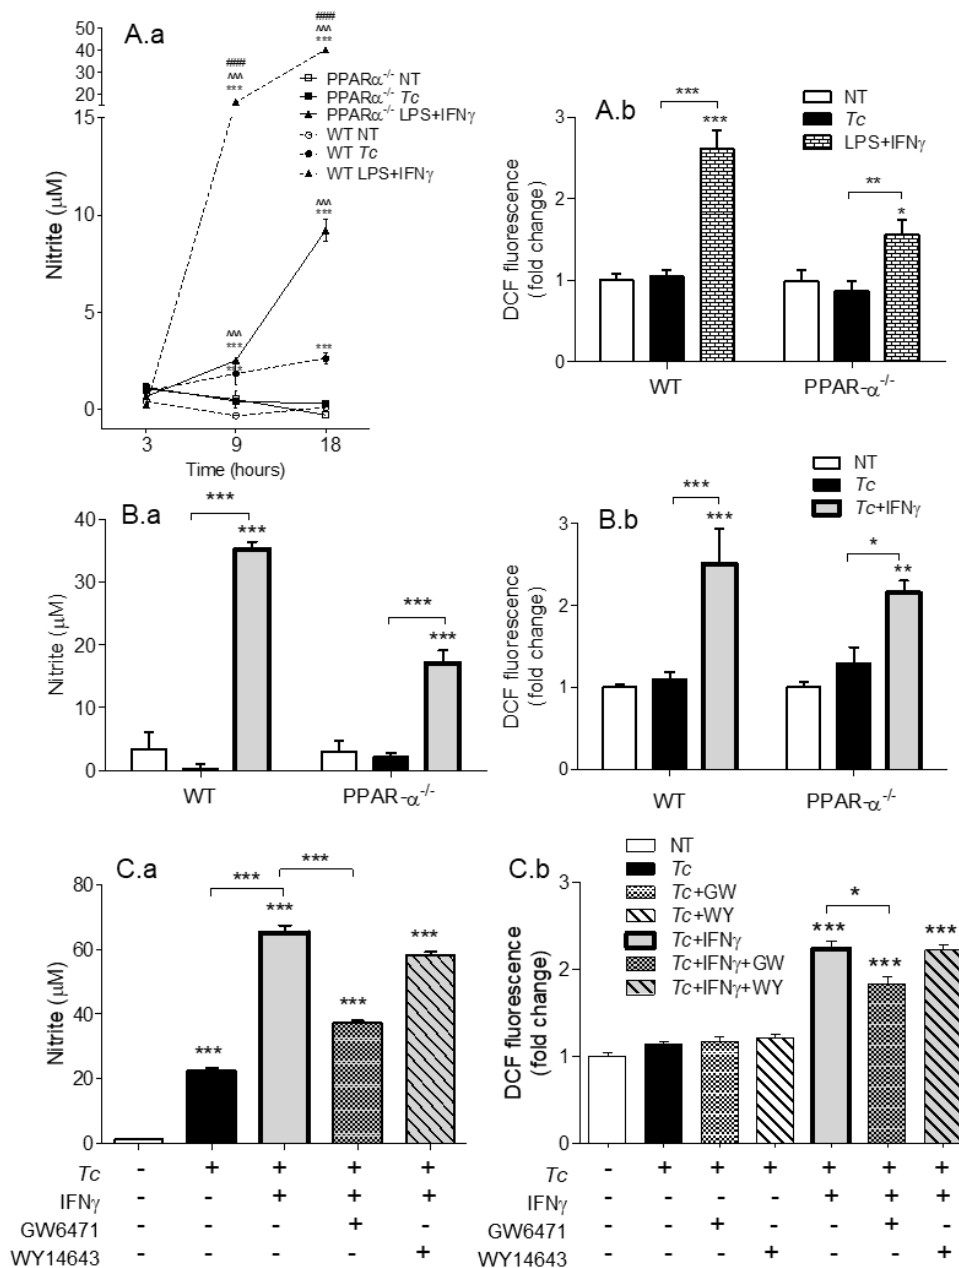 A.a
Nitrite (μM)
50
40
30
20
15
10
5
0
3
9
18
Time (hours)
###
^^^
***
###
^^^
***
^^^
***
^^^
***
***
***
PPARα-/- NT
PPARα-/- Tc
PPARα-/- LPS+IFNγ
WT NT
WT Tc
WT LPS+IFNγ
A.b
NT
Tc
LPS+IFNγ
DCF fluorescence
(fold change)
3
2
1
0
***
***
**
*
WT
PPAR-α-/-
B.a
Nitrite (μM)
40
30
20
10
0
***
***
***
***
WT
PPAR-α-/-
B.b
NT
Tc
Tc+IFNγ
DCF fluorescence
(fold change)
3
2
1
0
***
***
*
**
WT
PPAR-α-/-
C.a
Nitrite (μM)
80
60
40
20
0
***
***
***
***
***
***
Tc - + + + +
IFNγ - - + + +
GW6471 - - - + -
WY14643 - - - - +
C.b
NT
Tc
Tc+GW
Tc+WY
Tc+IFNγ
Tc+IFNγ+GW
Tc+IFNγ+WY
DCF fluorescence
(fold change)
3
2
1
0
*
***
***
***
- + + + + + +
- - - - + + +
- - + - - + -
- - - + - - +